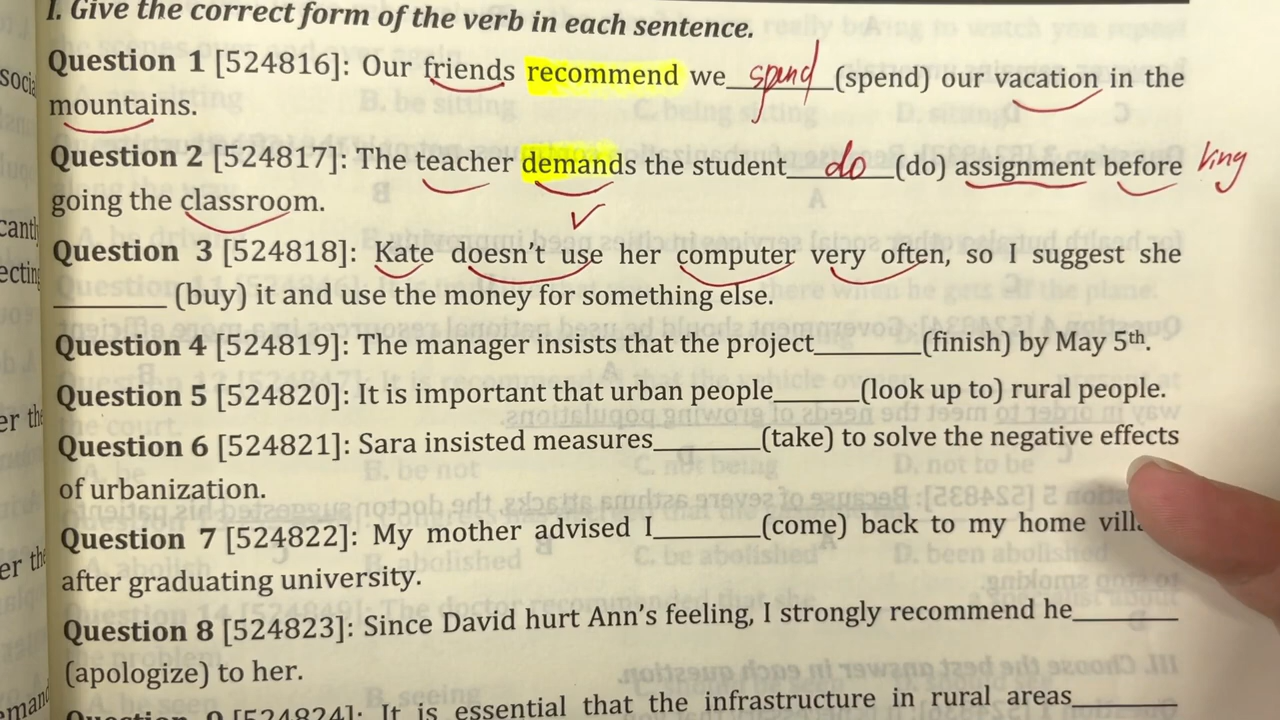 I. Give the correct form of the verb in each sentence.
Question 1 [524816]: Our friends recommend we spend (spend) our vacation in the
mountains.
Question 2 [524817]: The teacher demands the student do (do) assignment before
going the classroom.
Question 3 [524818]: Kate doesn't use her computer very often, so I suggest she
(buy) it and use the money for something else.
Question 4 [524819]: The manager insists that the project (finish) by May 5th.
Question 5 [524820]: It is important that urban people (look up to) rural people.
Question 6 [524821]: Sara insisted measures (take) to solve the negative effects
of urbanization.
Question 7 [524822]: My mother advised I (come) back to my home
after graduating university.
Question 8 [524823]: Since David hurt Ann's feeling, I strongly recommend he
(apologize) to her.
Question 9 [524824]: It is essential that the infrastructure in rural areas